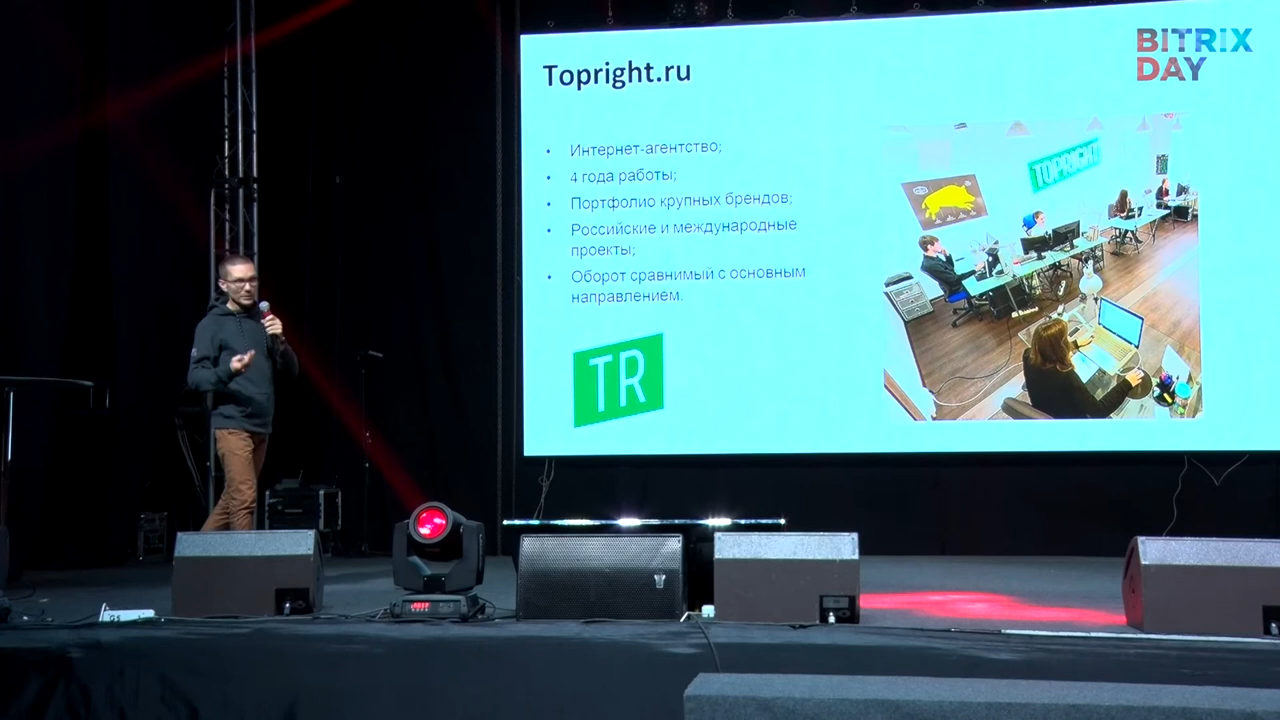 Topright.ru
BITRIX
DAY
• Интернет-агентство;
• 4 года работы;
• Портфолио крупных брендов;
• Российские и международные
проекты;
• Оборот сравнимый с основным
направлением.
TOPRIGHT
TR